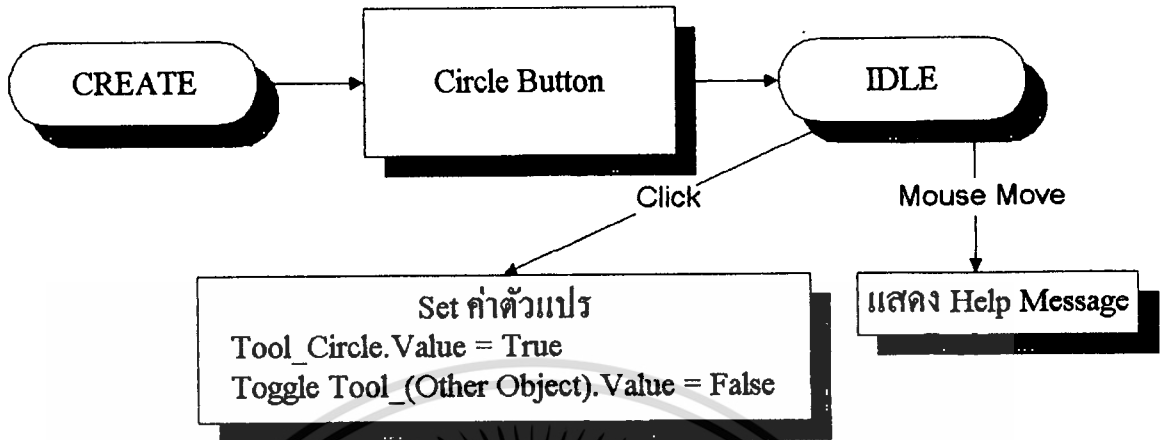 CREATE
Circle Button
IDLE
Click
Mouse Move
Set ค่าตัวแปร
Tool_Circle.Value = True
Toggle Tool_(Other Object).Value = False
แสดง Help Message